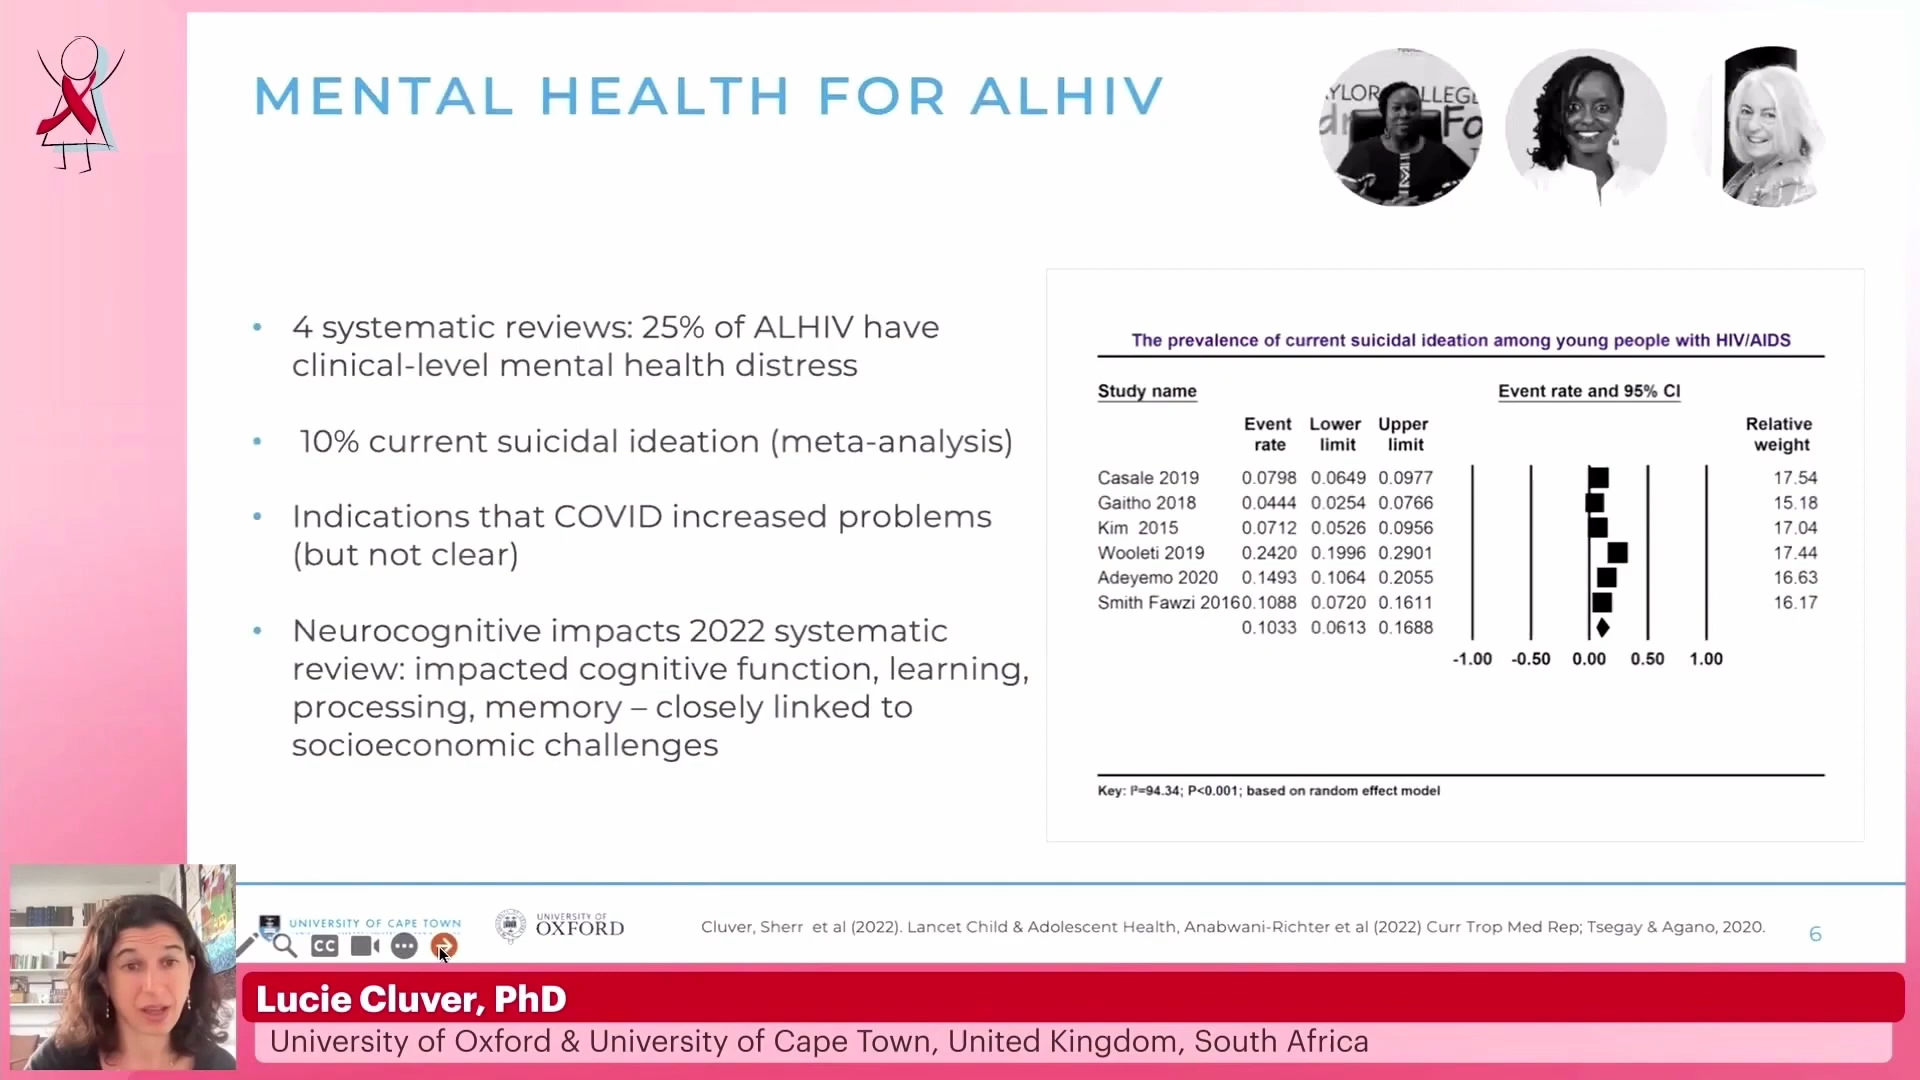 MENTAL HEALTH FOR ALHIV
YLOR COLLEG
Fo
• 4 systematic reviews: 25% of ALHIV have
clinical-level mental health distress
• 10% current suicidal ideation (meta-analysis)
• Indications that COVID increased problems
(but not clear)
• Neurocognitive impacts 2022 systematic
review: impacted cognitive function, learning,
processing, memory – closely linked to
socioeconomic challenges
The prevalence of current suicidal ideation among young people with HIV/AIDS
Study name Event rate and 95% CI
Event Lower Upper Relative
rate limit limit weight
Casale 2019 0.0798 0.0649 0.0977 17.54
Gaitho 2018 0.0444 0.0254 0.0766 15.18
Kim 2015 0.0712 0.0526 0.0956 17.04
Wooleti 2019 0.2420 0.1996 0.2901 17.44
Adeyemo 2020 0.1493 0.1064 0.2055 16.63
Smith Fawzi 2016 0.1088 0.0720 0.1611 16.17
0.1033 0.0613 0.1688
-1.00 -0.50 0.00 0.50 1.00
Key: I²=94.34; P<0.001; based on random effect model
UNIVERSITY OF CAPE TOWN
UNIVERSITY OF
OXFORD
Cluver, Sherr et al (2022). Lancet Child & Adolescent Health, Anabwani-Richter et al (2022) Curr Trop Med Rep; Tsegay & Agano, 2020.
6
CC
Lucie Cluver, PhD
University of Oxford & University of Cape Town, United Kingdom, South Africa